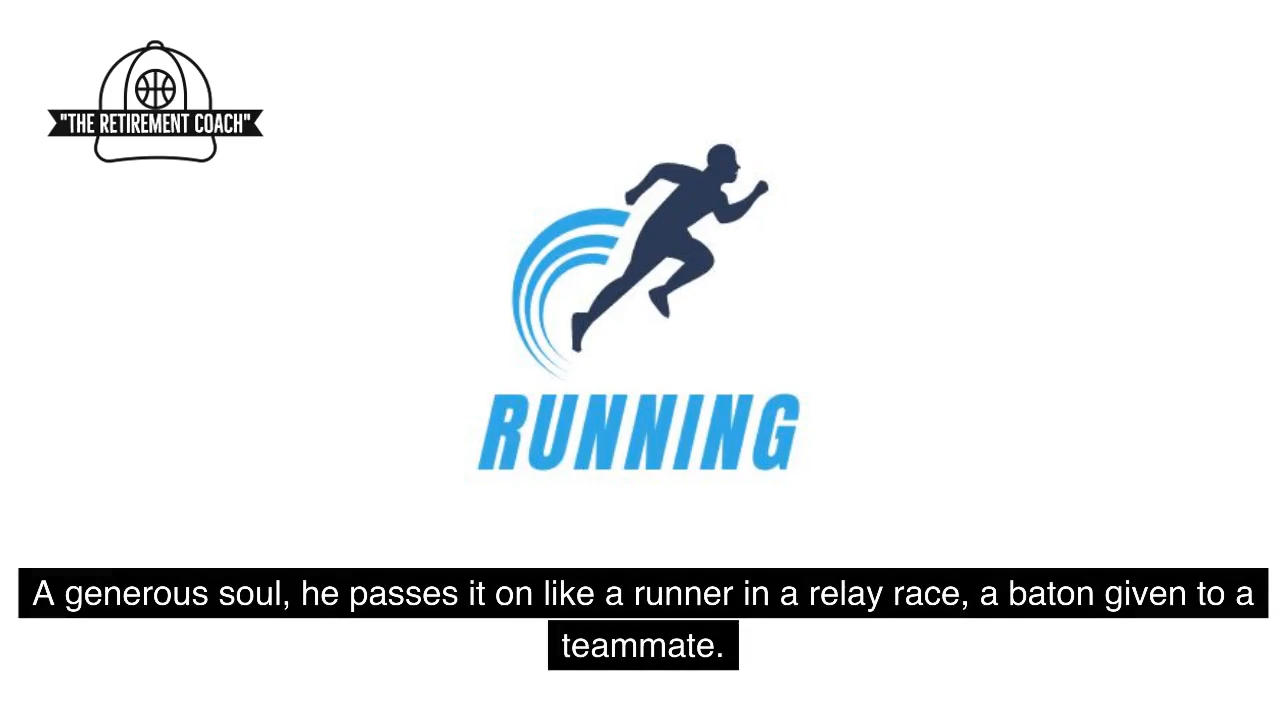 "THE RETIREMENT COACH"
RUNNING
A generous soul, he passes it on like a runner in a relay race, a baton given to a
teammate.